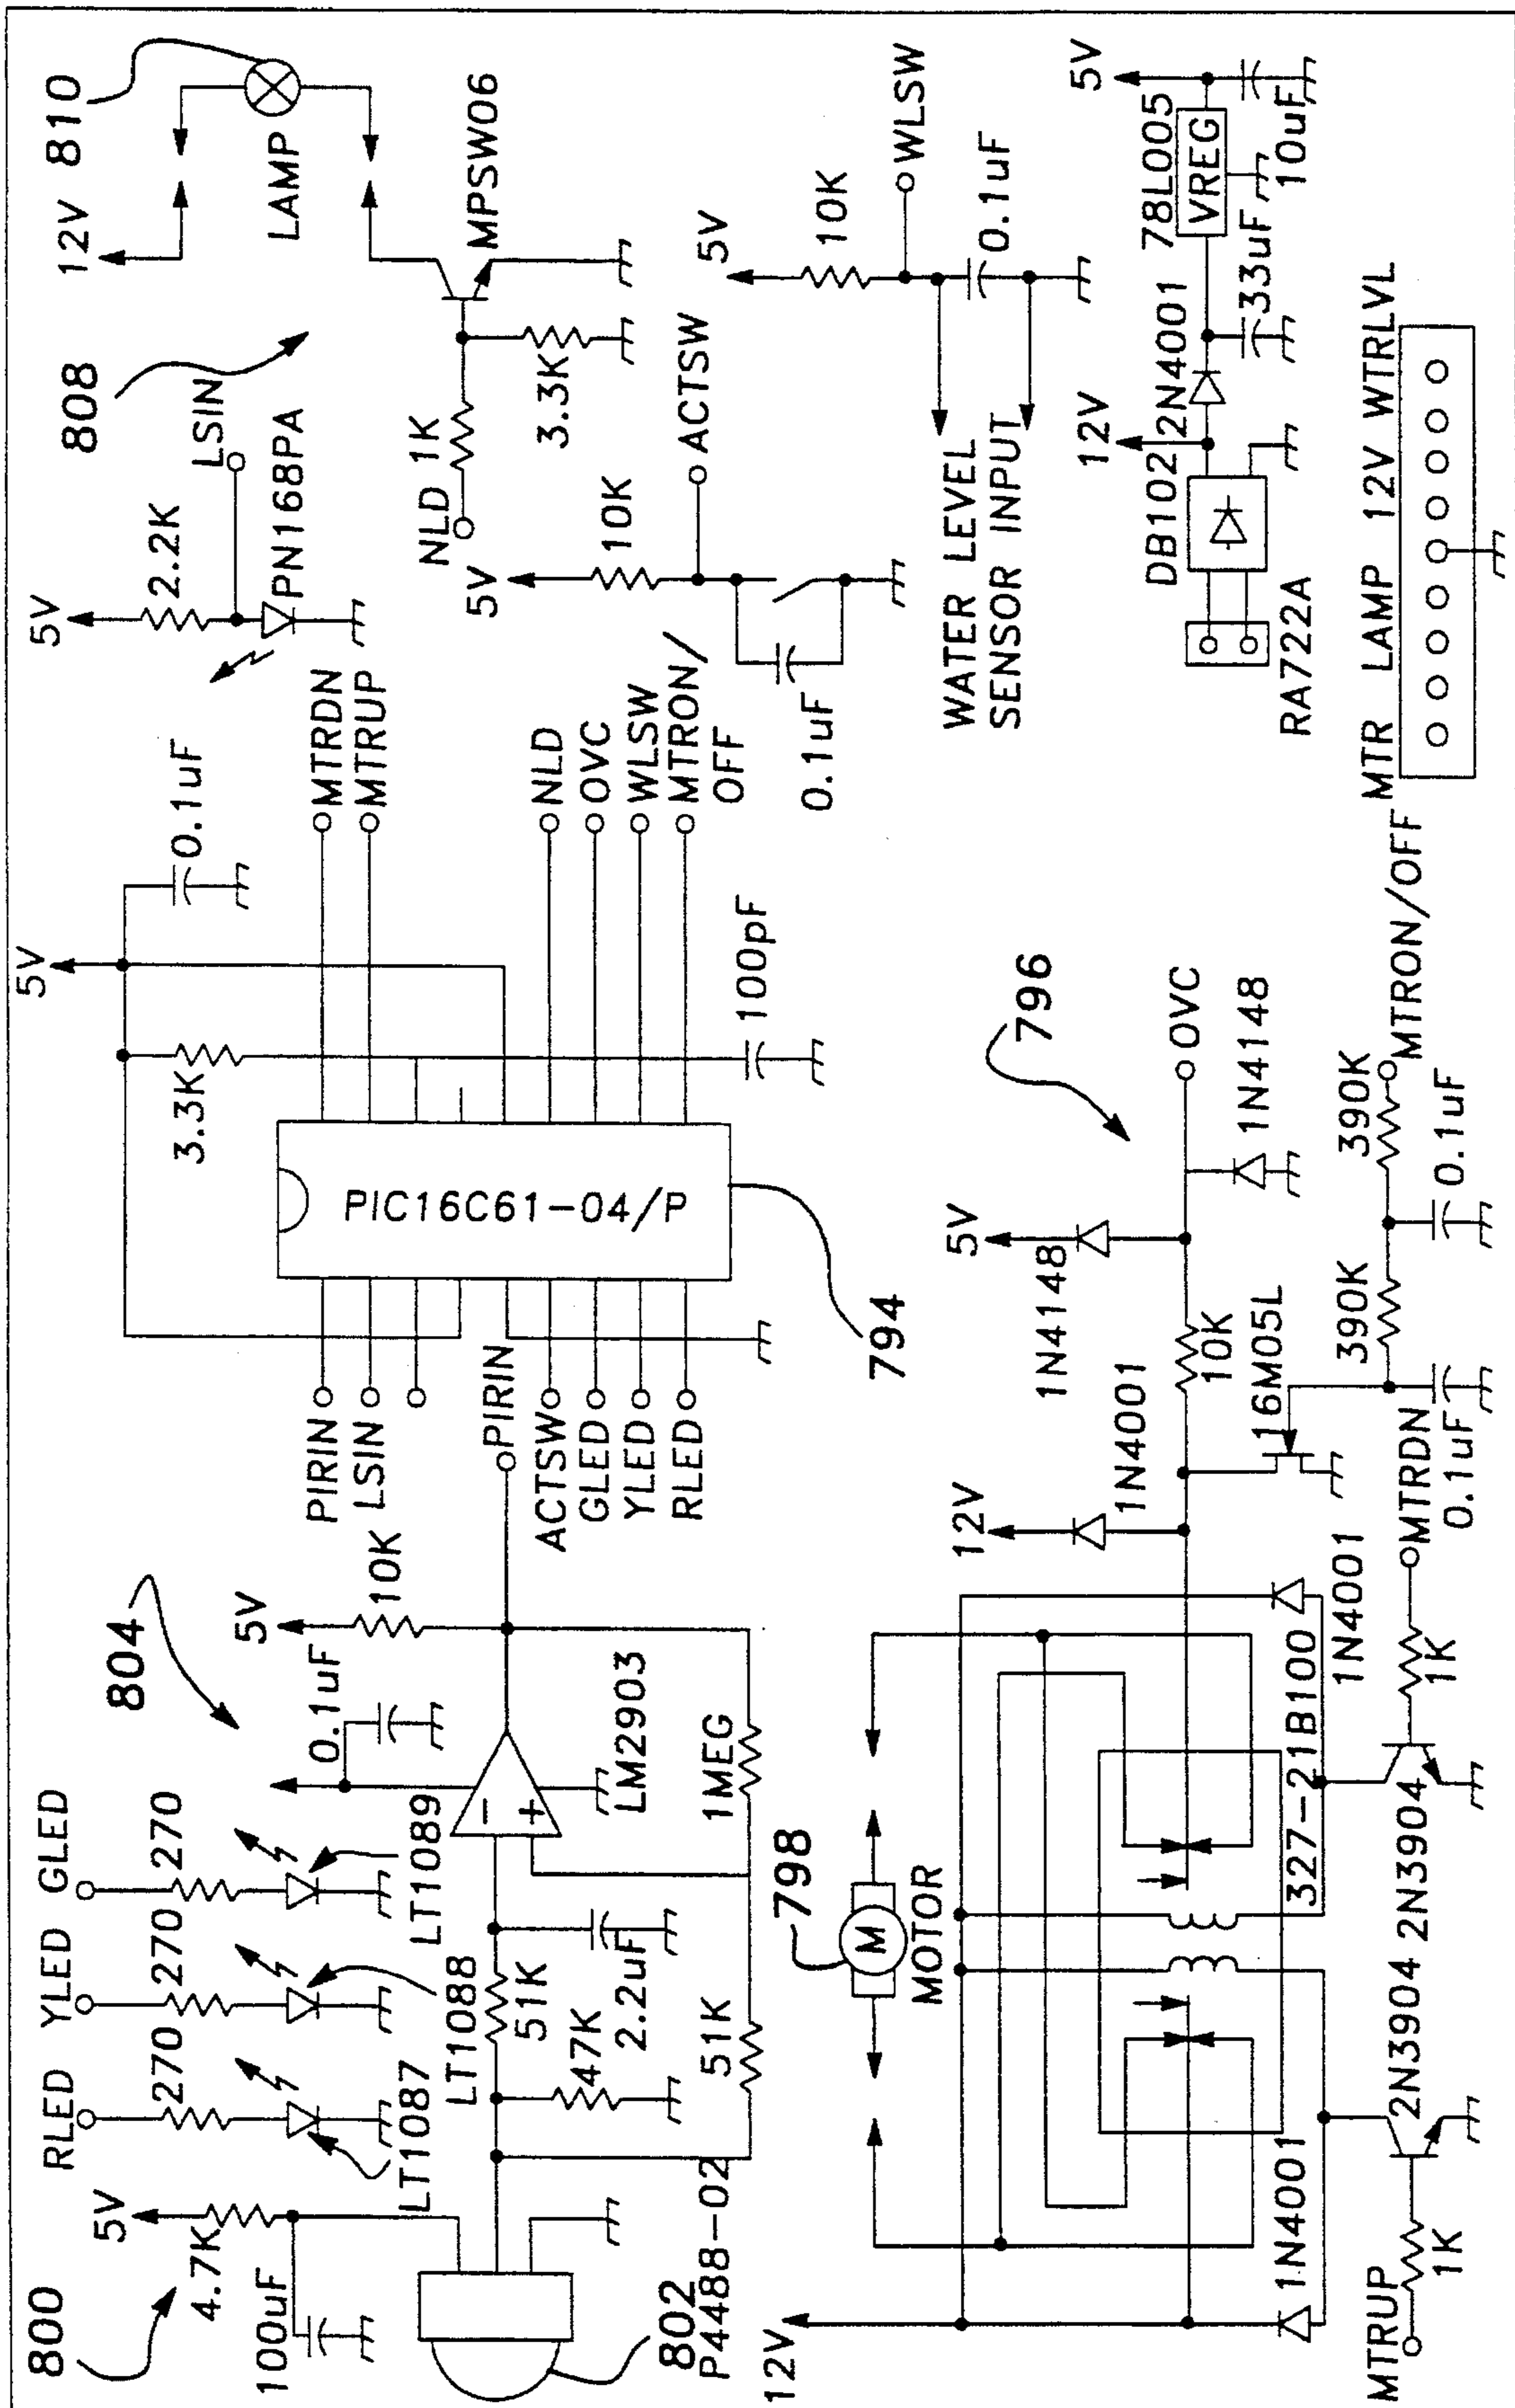 800
5V
4.7K
100uF
802
P4488-02
RLED
YLED
GLED
270
270
270
LT1087
LT1088
LT1089
51K
47K
2.2uF
51K
804
0.1uF
5V
10K
-
+
LM2903
1MEG
PIRIN
PIRIN
LSIN
ACTSW
GLED
YLED
RLED
794
PIC16C61-04/P
3.3K
5V
0.1uF
100pF
MTRDN
MTRUP
NLD
OVC
WLSW
MTRON/
OFF
5V
2.2K
LSIN
PN168PA
808
12V
810
LAMP
MPSW06
NLD
1K
3.3K
5V
10K
ACTSW
0.1uF
5V
10K
WLSW
0.1uF
WATER LEVEL
SENSOR INPUT
12V
5V
DB102
2N4001
78L005
VREG
33uF
10uF
RA722A
MTR LAMP 12V WTRLVL
12V
798
M
MOTOR
1N4001
327-21B100
1N4001
MTRUP
1K
2N3904
2N3904
1K
MTRDN
12V
1N4001
10K
16M05L
5V
1N4148
1N4148
OVC
796
390K
390K
MTRON/OFF
0.1uF
0.1uF